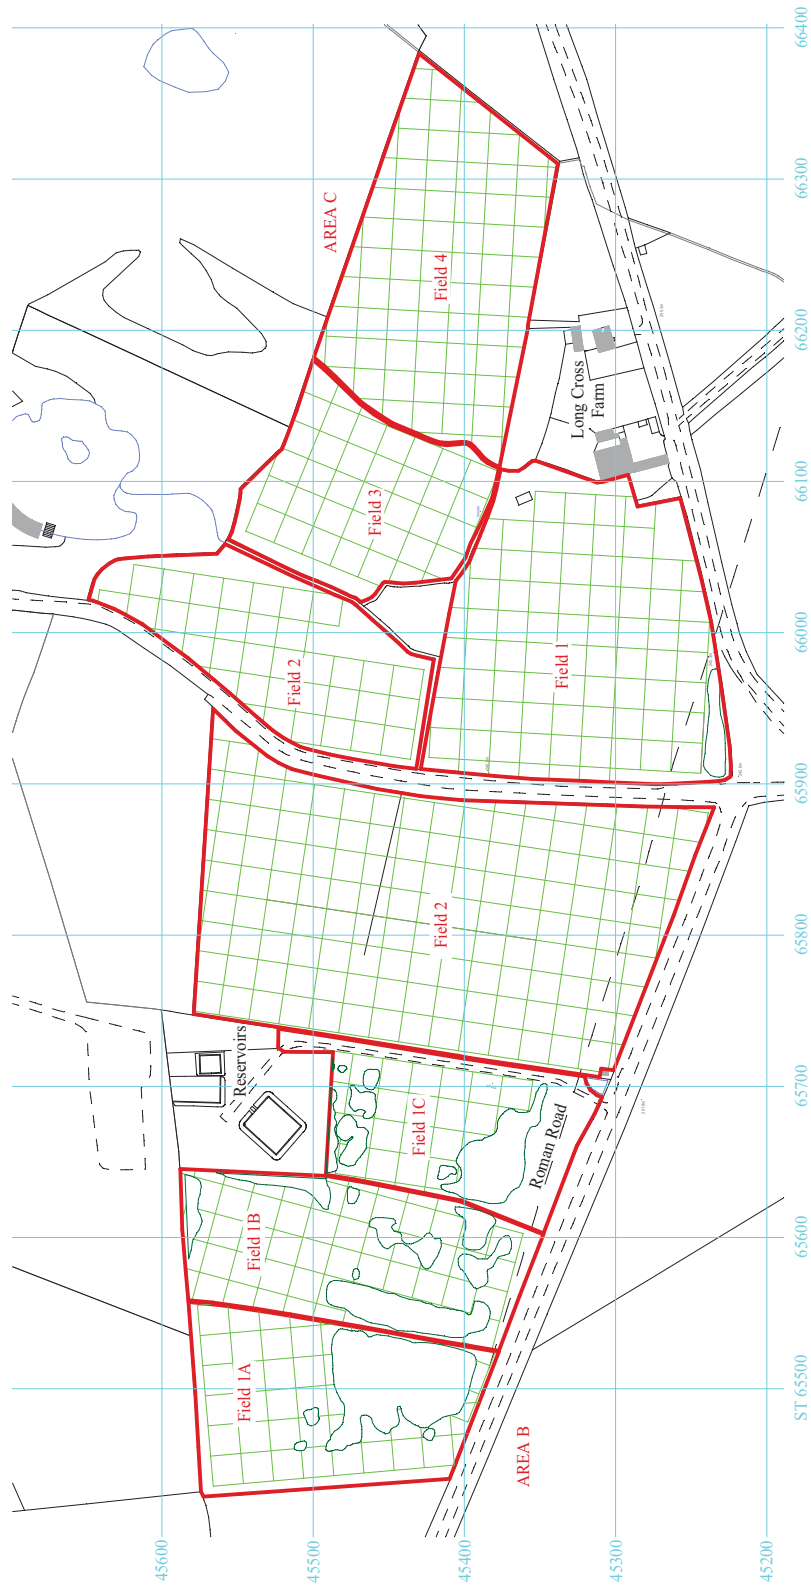 AREA C
Field 4
Field 3
Field 2
Field 1
Long Cross
Farm
Field 2
Reservoirs
Field 1C
Roman Road
Field 1B
Field 1A
AREA B
45600
45500
45400
45300
45200
ST 65500
65600
65700
65800
65900
66000
66100
66200
66300
66400